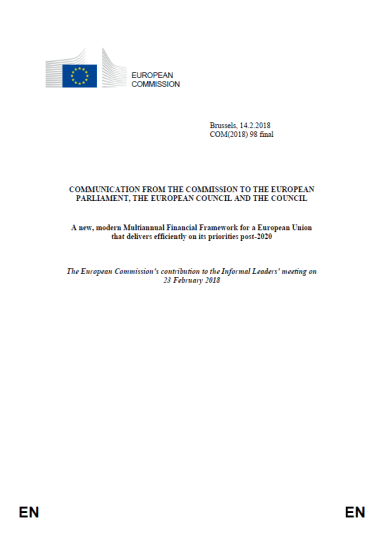 EUROPEAN
COMMISSION
Brussels, 14.2.2018
COM(2018) 98 final
COMMUNICATION FROM THE COMMISSION TO THE EUROPEAN
PARLIAMENT, THE EUROPEAN COUNCIL AND THE COUNCIL
A new, modern Multiannual Financial Framework for a European Union
that delivers efficiently on its priorities post-2020
The European Commission's contribution to the Informal Leaders' meeting on
23 February 2018
EN
EN